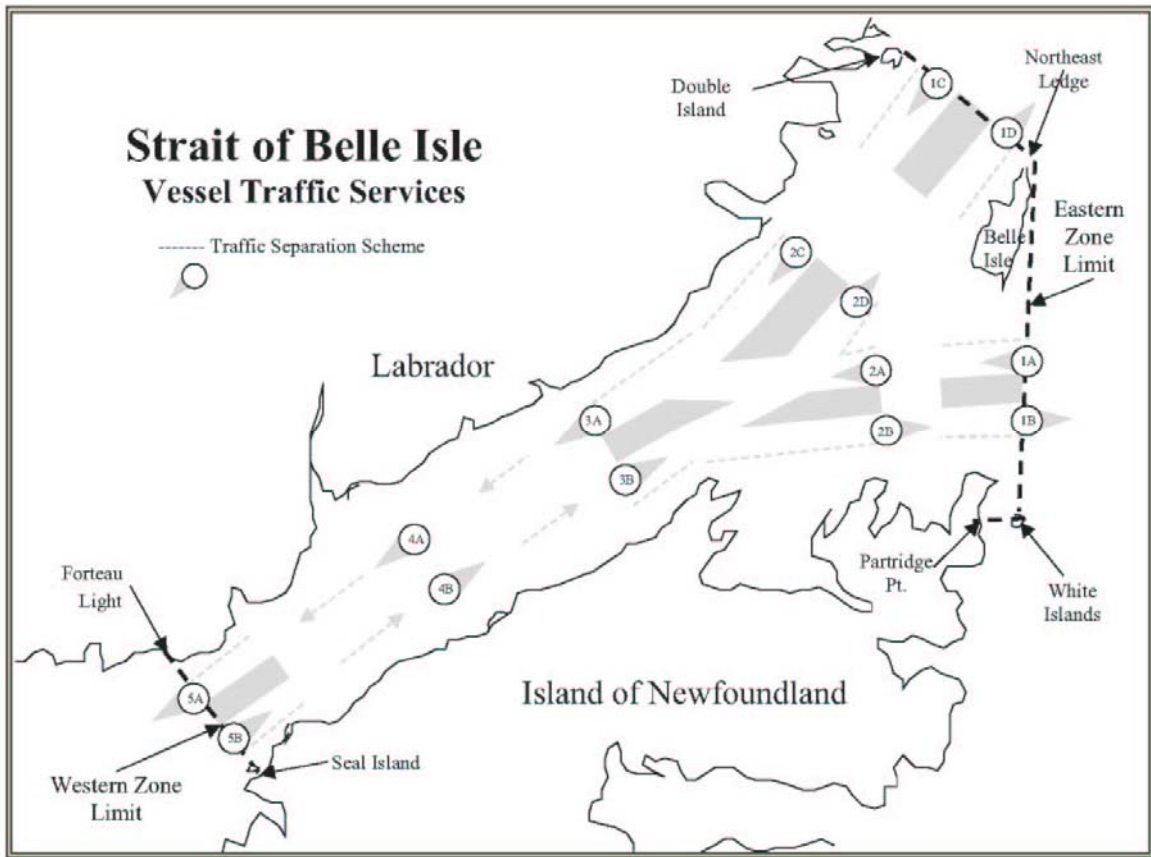 Strait of Belle Isle
Vessel Traffic Services
Traffic Separation Scheme
Double
Island
Northeast
Ledge
1C
1D
Eastern
Zone
Limit
Belle
Isle
2C
2D
Labrador
1A
2A
3A
1B
2B
3B
4A
Partridge
Pt.
White
Islands
4B
Forteau
Light
Island of Newfoundland
5A
5B
Seal Island
Western Zone
Limit